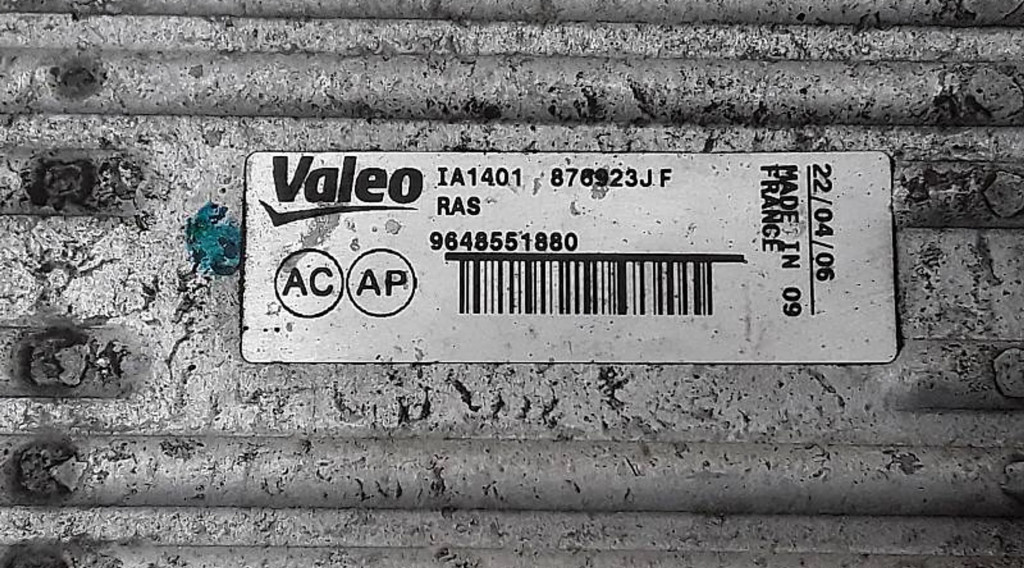 Valeo
IA1401 876923J F
RAS
9648551880
AC AP
22/04/06
MADE IN 09
FRANCE